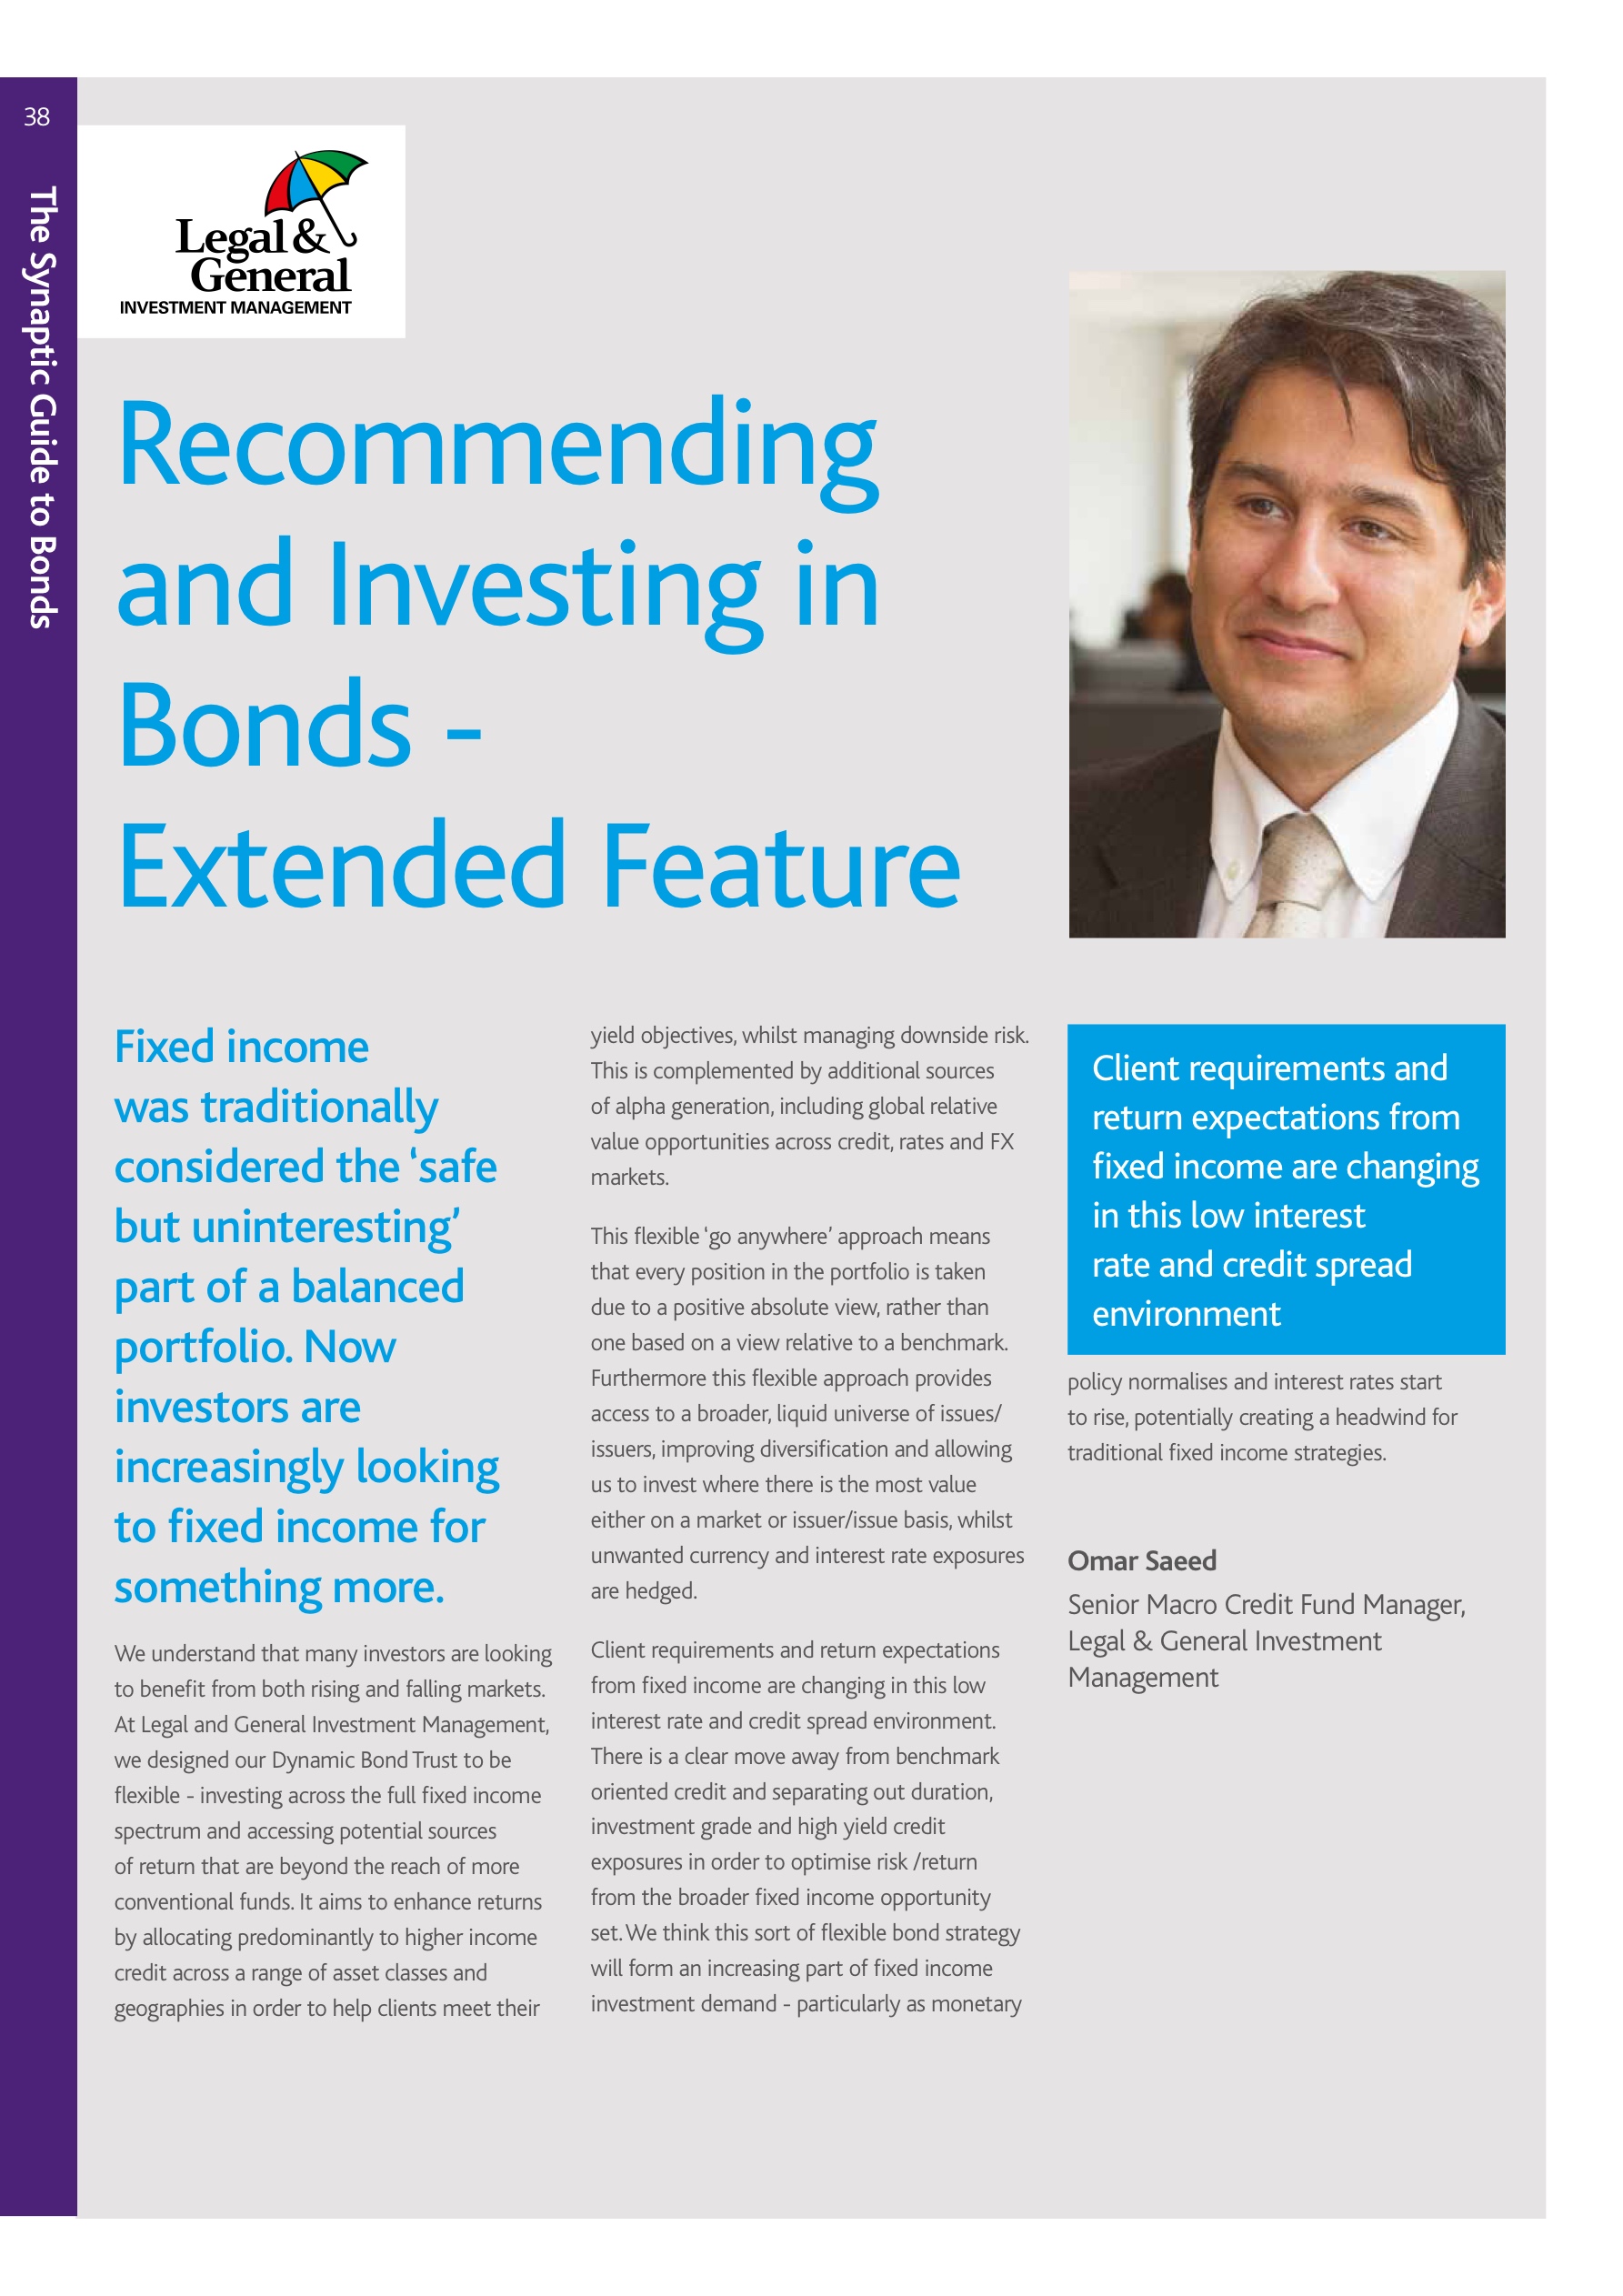 38
The Synaptic Guide to Bonds
Legal &
General
INVESTMENT MANAGEMENT
Recommending
and Investing in
Bonds -
Extended Feature
Fixed income
was traditionally
considered the ‘safe
but uninteresting’
part of a balanced
portfolio. Now
investors are
increasingly looking
to fixed income for
something more.
We understand that many investors are looking
to benefit from both rising and falling markets.
At Legal and General Investment Management,
we designed our Dynamic Bond Trust to be
flexible - investing across the full fixed income
spectrum and accessing potential sources
of return that are beyond the reach of more
conventional funds. It aims to enhance returns
by allocating predominantly to higher income
credit across a range of asset classes and
geographies in order to help clients meet their
yield objectives, whilst managing downside risk.
This is complemented by additional sources
of alpha generation, including global relative
value opportunities across credit, rates and FX
markets.
This flexible ‘go anywhere’ approach means
that every position in the portfolio is taken
due to a positive absolute view, rather than
one based on a view relative to a benchmark.
Furthermore this flexible approach provides
access to a broader, liquid universe of issues/
issuers, improving diversification and allowing
us to invest where there is the most value
either on a market or issuer/issue basis, whilst
unwanted currency and interest rate exposures
are hedged.
Client requirements and return expectations
from fixed income are changing in this low
interest rate and credit spread environment.
There is a clear move away from benchmark
oriented credit and separating out duration,
investment grade and high yield credit
exposures in order to optimise risk /return
from the broader fixed income opportunity
set. We think this sort of flexible bond strategy
will form an increasing part of fixed income
investment demand - particularly as monetary
Client requirements and
return expectations from
fixed income are changing
in this low interest
rate and credit spread
environment
policy normalises and interest rates start
to rise, potentially creating a headwind for
traditional fixed income strategies.
Omar Saeed
Senior Macro Credit Fund Manager,
Legal & General Investment
Management